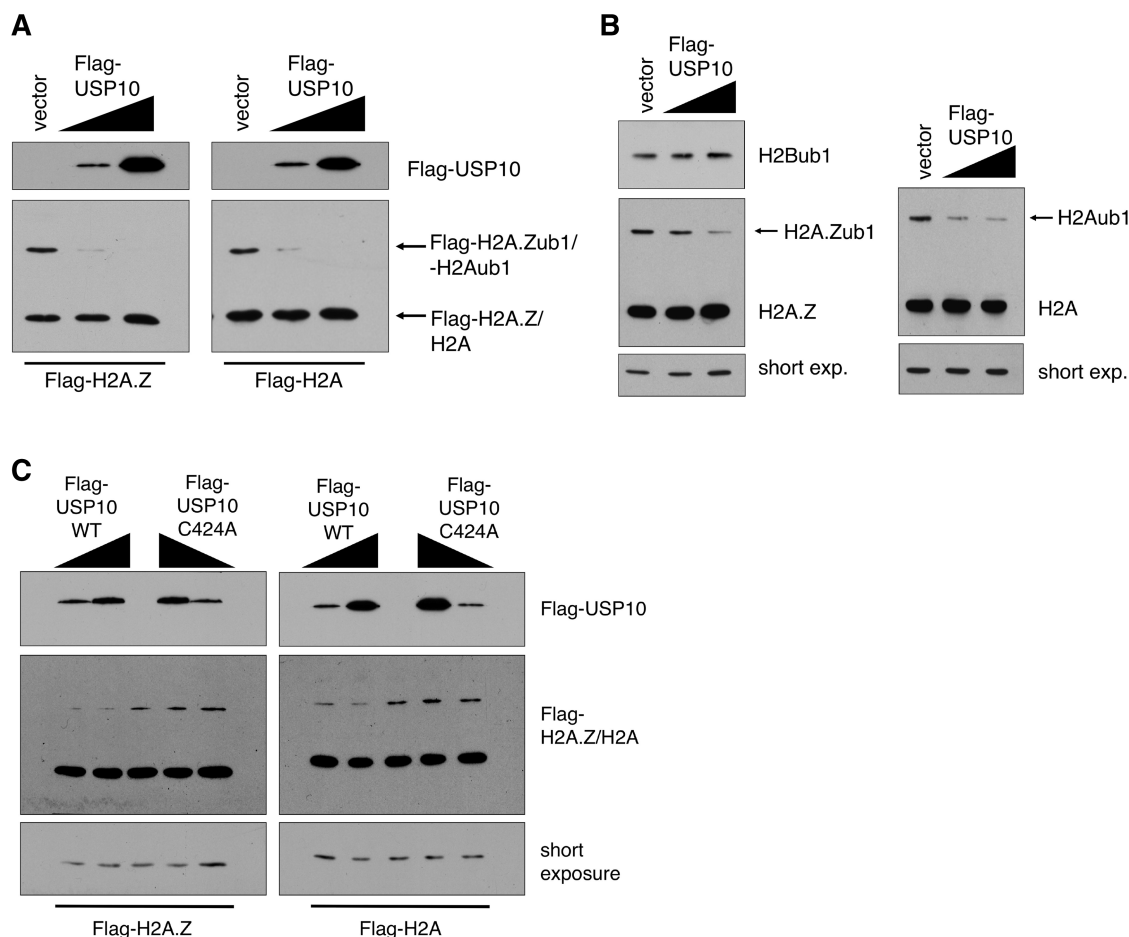 A
Flag-
USP10
vector
Flag-
USP10
vector
Flag-USP10
Flag-H2A.Zub1/
-H2Aub1
Flag-H2A.Z/
H2A
Flag-H2A.Z
Flag-H2A
B
Flag-
USP10
vector
H2Bub1
H2A.Zub1
H2A.Z
short exp.
Flag-
USP10
vector
H2Aub1
H2A
short exp.
C
Flag-
USP10
WT
Flag-
USP10
C424A
Flag-
USP10
WT
Flag-
USP10
C424A
Flag-USP10
Flag-
H2A.Z/H2A
short
exposure
Flag-H2A.Z
Flag-H2A